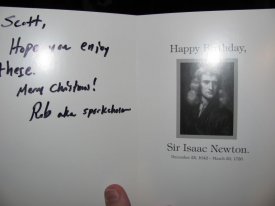 Scott,
Hope you enjoy
these.
Merry Christmas!
Rob aka
Happy Birthday,
Sir Isaac Newton.